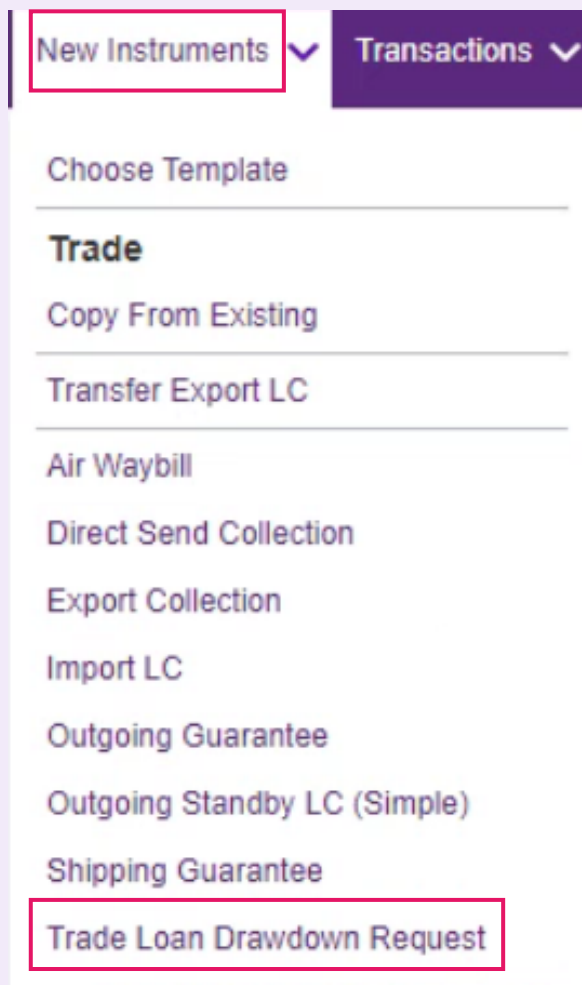 New Instruments Transactions
Choose Template
Trade
Copy From Existing
Transfer Export LC
Air Waybill
Direct Send Collection
Export Collection
Import LC
Outgoing Guarantee
Outgoing Standby LC (Simple)
Shipping Guarantee
Trade Loan Drawdown Request